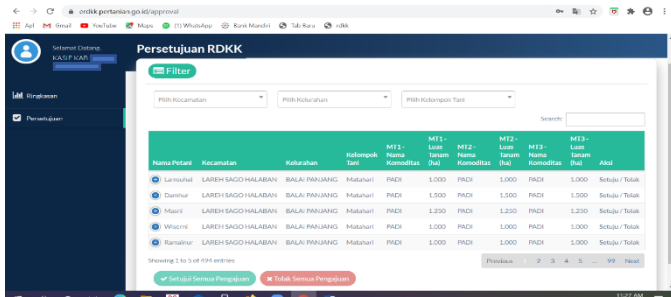 erdkk.pertanian.go.id/approval
Apl Gmail YouTube Maps (1) WhatsApp Bank Mandiri Tab Baru rdkk
Selamat Datang,
KASIE KAB
Persetujuan RDKK
Filter
Ringkasan
Pilih Kecamatan Pilih Kelurahan Pilih Kelompok Tani
Persetujuan
Search:
Nama Petani Kecamatan Kelurahan Kelompok Tani MT1 - Nama Komoditas MT1 - Luas Tanam (ha) MT2 - Nama Komoditas MT2 - Luas Tanam (ha) MT3 - Nama Komoditas MT3 - Luas Tanam (ha) Aksi
LAREH SAGO HALABAN BALAI PANJANG Matahari PADI 1.000 PADI 1.000 PADI 1.000 Setuju / Tolak
Damhur LAREH SAGO HALABAN BALAI PANJANG Matahari PADI 1.500 PADI 1.500 PADI 1.500 Setuju / Tolak
Masni LAREH SAGO HALABAN BALAI PANJANG Matahari PADI 1.250 PADI 1.250 PADI 1.250 Setuju / Tolak
LAREH SAGO HALABAN BALAI PANJANG Matahari PADI 1.000 PADI 1.000 PADI 1.000 Setuju / Tolak
Ramainur LAREH SAGO HALABAN BALAI PANJANG Matahari PADI 1.000 PADI 1.000 PADI 1.000 Setuju / Tolak
Showing 1 to 5 of 494 entries Previous 1 2 3 4 5 ... 99 Next
Setujui Semua Pengajuan Tolak Semua Pengajuan
11:27 AM